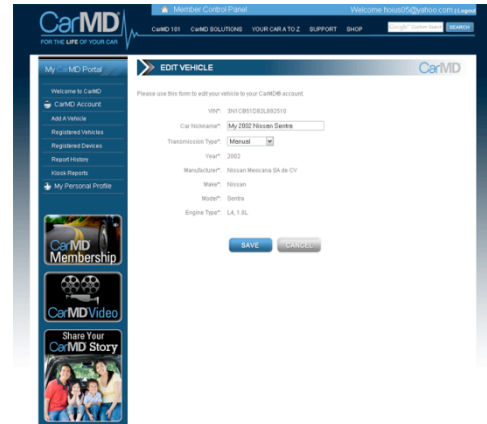 CarMD
FOR THE LIFE OF YOUR CAR
Member Control Panel
CarMD 101 CarMD SOLUTIONS YOUR CAR A TO Z SUPPORT SHOP
SEARCH
My CarMD Portal
Welcome to CarMD
CarMD Account
Add A Vehicle
Registered Vehicles
Registered Devices
Report History
Kiosk Reports
My Personal Profile
CarMD
Membership
CarMDVideo
Share Your
CarMD Story
EDIT VEHICLE
CarMD
Please use this form to edit your vehicle to your CarMD® account.
VIN*: 3N1CB51D82L682510
Car Nickname*: My 2002 Nissan Sentra
Transmission Type*: Manual
Year*: 2002
Manufacturer*: Nissan Mexicana SA de CV
Make*: Nissan
Model*: Sentra
Engine Type*: L4, 1.8L
SAVE CANCEL